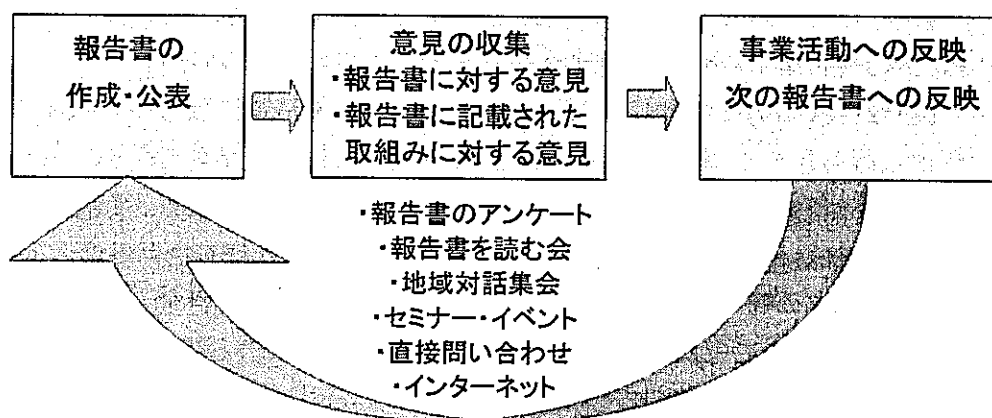 報告書の
作成・公表
意見の収集
・報告書に対する意見
・報告書に記載された
取組みに対する意見
事業活動への反映
次の報告書への反映
・報告書のアンケート
・報告書を読む会
・地域対話集会
・セミナー・イベント
・直接問い合わせ
・インターネット